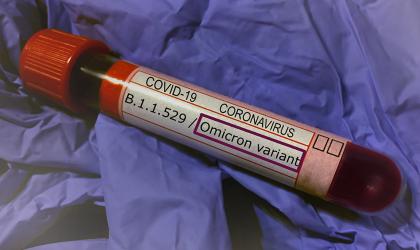 COVID-19 CORONAVIRUS
B.1.1.529 / Omicron variant